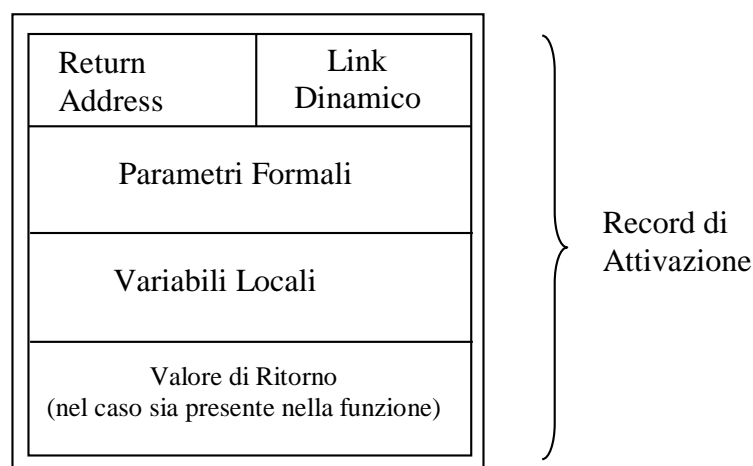 Return
Address
Link
Dinamico
Parametri Formali
Variabili Locali
Valore di Ritorno
(nel caso sia presente nella funzione)
Record di
Attivazione